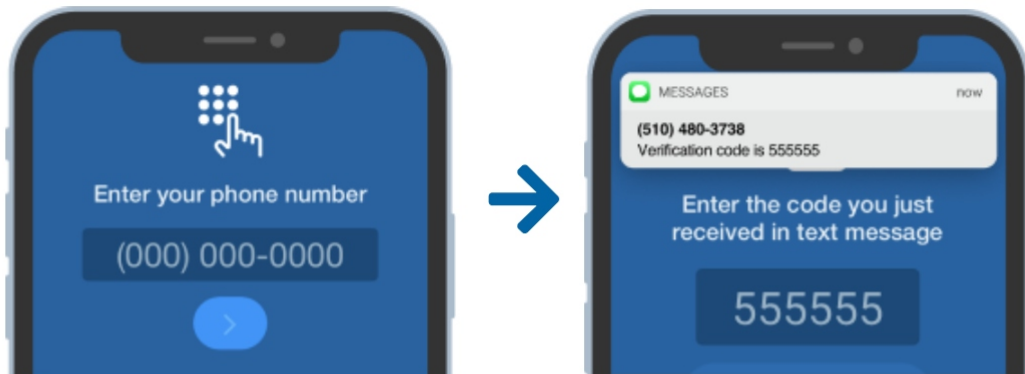 Enter your phone number
(000) 000-0000
MESSAGES
now
(510) 480-3738
Verification code is 555555
Enter the code you just
received in text message
555555